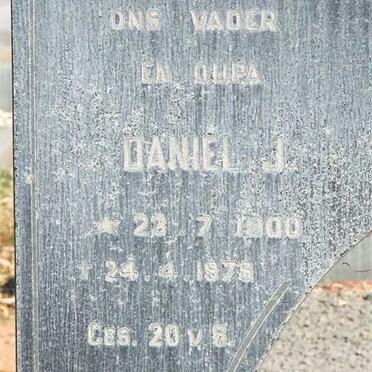 ONS VADER
EN OUPA
DANIEL J.
* 23.7.1900
† 24.4.1978
GES. 20 v 8.